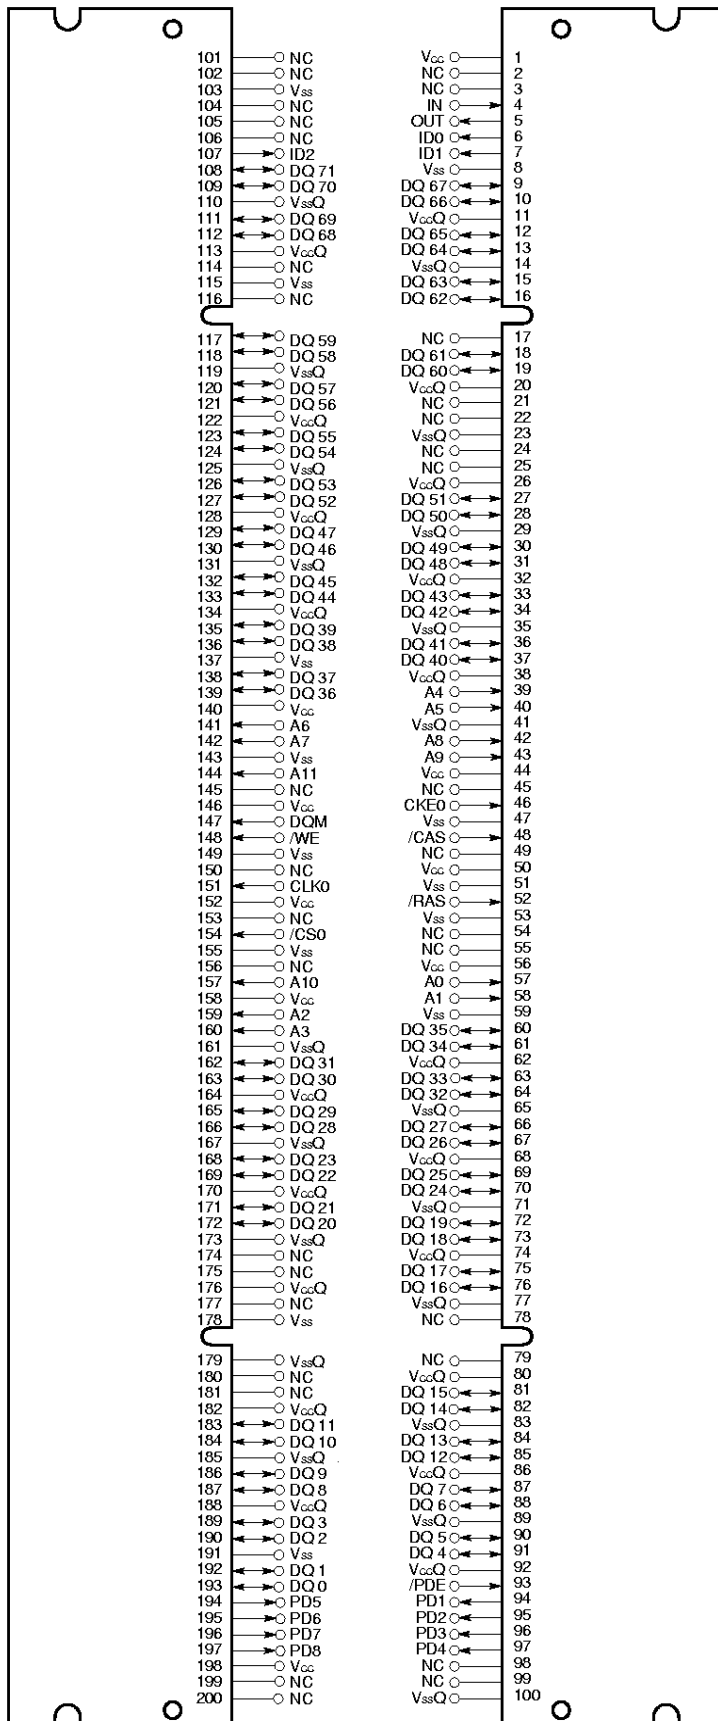 101 NC VCC 1
102 NC NC 2
103 VSS NC 3
104 NC IN 4
105 NC OUT 5
106 NC ID0 6
107 ID2 ID1 7
108 DQ 71 VSS 8
109 DQ 70 DQ 67 9
110 VSSQ DQ 66 10
111 DQ 69 VCCQ 11
112 DQ 68 DQ 65 12
113 VCCQ DQ 64 13
114 NC VSSQ 14
115 VSS DQ 63 15
116 NC DQ 62 16
117 DQ 59 NC 17
118 DQ 58 DQ 61 18
119 VSSQ DQ 60 19
120 DQ 57 VCCQ 20
121 DQ 56 NC 21
122 VCCQ NC 22
123 DQ 55 VSSQ 23
124 DQ 54 NC 24
125 VSSQ NC 25
126 DQ 53 VCCQ 26
127 DQ 52 DQ 51 27
128 VCCQ DQ 50 28
129 DQ 47 VSSQ 29
130 DQ 46 DQ 49 30
131 VSSQ DQ 48 31
132 DQ 45 VCCQ 32
133 DQ 44 DQ 43 33
134 VCCQ DQ 42 34
135 DQ 39 VSSQ 35
136 DQ 38 DQ 41 36
137 VSS DQ 40 37
138 DQ 37 VCCQ 38
139 DQ 36 A4 39
140 VCC A5 40
141 A6 VSSQ 41
142 A7 A8 42
143 VSS A9 43
144 A11 VCC 44
145 NC NC 45
146 VCC CKE0 46
147 DQM VSS 47
148 /WE /CAS 48
149 VSS NC 49
150 NC VCC 50
151 CLK0 VSS 51
152 VCC /RAS 52
153 NC VSS 53
154 /CS0 NC 54
155 VSS NC 55
156 NC VCC 56
157 A10 A0 57
158 VCC A1 58
159 A2 VSS 59
160 A3 DQ 35 60
161 VSSQ DQ 34 61
162 DQ 31 VCCQ 62
163 DQ 30 DQ 33 63
164 VCCQ DQ 32 64
165 DQ 29 VSSQ 65
166 DQ 28 DQ 27 66
167 VSSQ DQ 26 67
168 DQ 23 VCCQ 68
169 DQ 22 DQ 25 69
170 VCCQ DQ 24 70
171 DQ 21 VSSQ 71
172 DQ 20 DQ 19 72
173 VSSQ DQ 18 73
174 NC VCCQ 74
175 NC DQ 17 75
176 VCCQ DQ 16 76
177 NC VSSQ 77
178 VSS NC 78
179 VSSQ NC 79
180 NC VCCQ 80
181 NC DQ 15 81
182 VCCQ DQ 14 82
183 DQ 11 VSSQ 83
184 DQ 10 DQ 13 84
185 VSSQ DQ 12 85
186 DQ 9 VCCQ 86
187 DQ 8 DQ 7 87
188 VCCQ DQ 6 88
189 DQ 3 VSSQ 89
190 DQ 2 DQ 5 90
191 VSS DQ 4 91
192 DQ 1 VCCQ 92
193 DQ 0 /PDE 93
194 PD5 PD1 94
195 PD6 PD2 95
196 PD7 PD3 96
197 PD8 PD4 97
198 VCC NC 98
199 NC NC 99
200 NC VSSQ 100